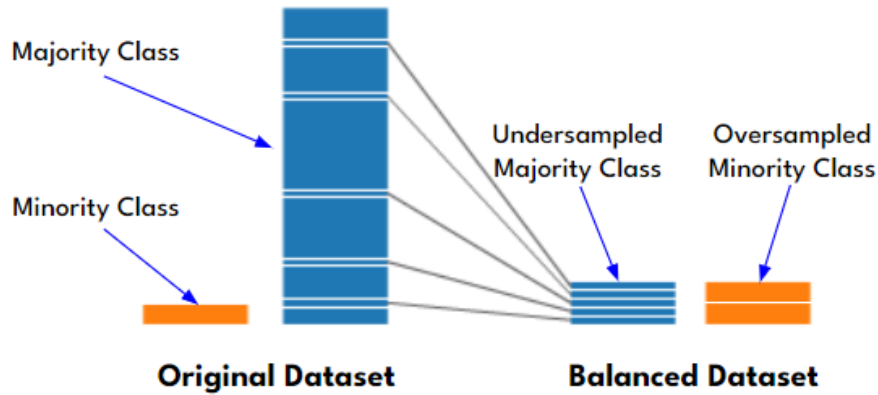 Majority Class
Minority Class
Undersampled
Majority Class
Oversampled
Minority Class
Original Dataset
Balanced Dataset